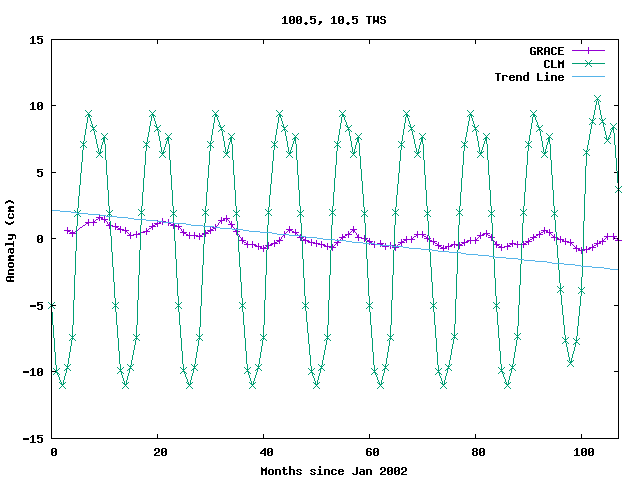 100.5, 10.5 TWS
GRACE
CLM
Trend Line
15
10
5
0
-5
-10
-15
Anomaly (cm)
0 20 40 60 80 100
Months since Jan 2002